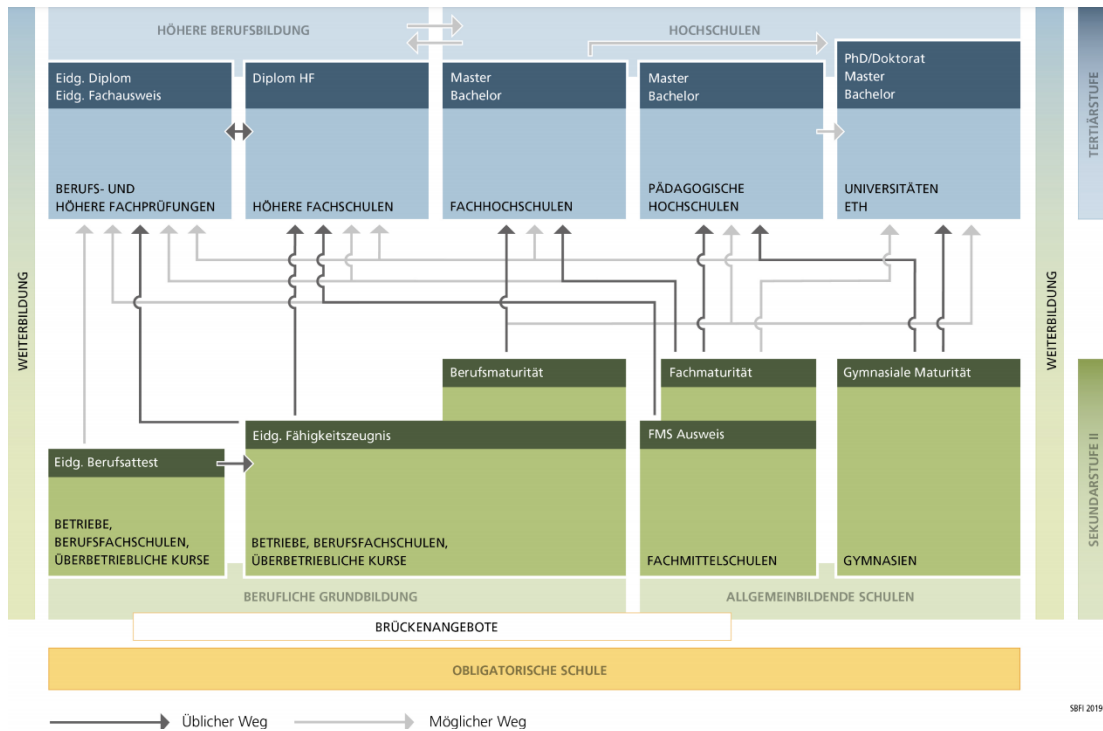 HÖHERE BERUFSBILDUNG
HOCHSCHULEN
Eidg. Diplom
Eidg. Fachausweis
Diplom HF
Master
Bachelor
Master
Bachelor
PhD/Doktorat
Master
Bachelor
BERUFS- UND
HÖHERE FACHPRÜFUNGEN
HÖHERE FACHSCHULEN
FACHHOCHSCHULEN
PÄDAGOGISCHE
HOCHSCHULEN
UNIVERSITÄTEN
ETH
TERTIÄRSTUFE
WEITERBILDUNG
WEITERBILDUNG
Berufsmaturität
Fachmaturität
Gymnasiale Maturität
Eidg. Fähigkeitszeugnis
FMS Ausweis
Eidg. Berufsattest
BETRIEBE,
BERUFSFACHSCHULEN,
ÜBERBETRIEBLICHE KURSE
BETRIEBE, BERUFSFACHSCHULEN,
ÜBERBETRIEBLICHE KURSE
FACHMITTELSCHULEN
GYMNASIEN
SEKUNDARSTUFE II
BERUFLICHE GRUNDBILDUNG
ALLGEMEINBILDENDE SCHULEN
BRÜCKENANGEBOTE
OBLIGATORISCHE SCHULE
Üblicher Weg
Möglicher Weg
SBFI 2019